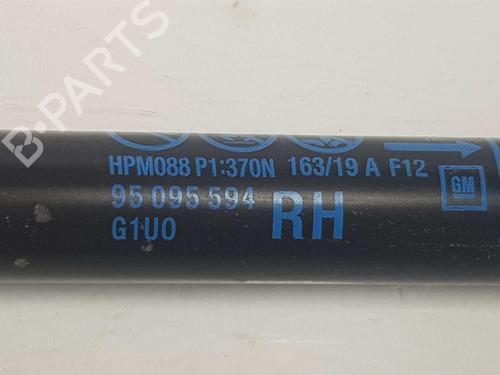 B-PARTS
HPM088 P1:370N 163/19 A F12
95 095 594
RH
GM
G1U0